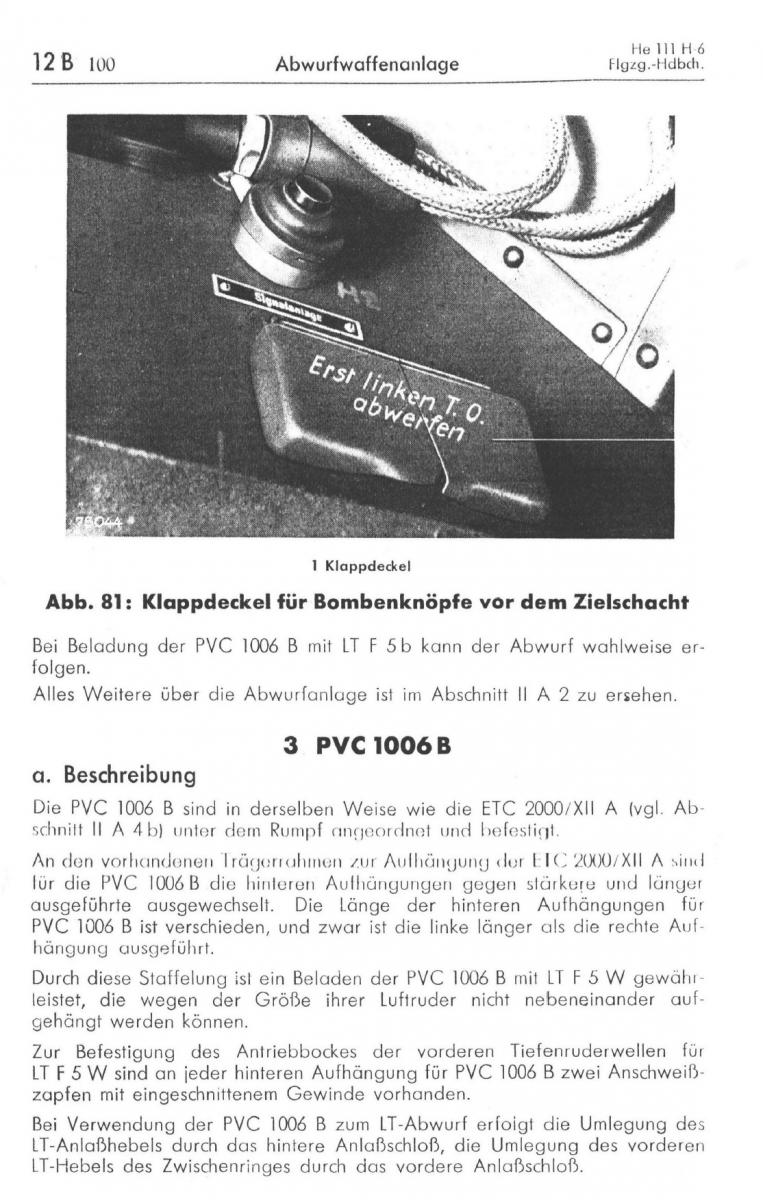 12 B 100
Abwurfwaffenanlage
He 111 H-6
Flgzg.-Hdbch.
Signalanlage
H2
Erst linken T. O.
abwerfen
75044
1 Klappdeckel
Abb. 81: Klappdeckel für Bombenknöpfe vor dem Zielschacht
Bei Beladung der PVC 1006 B mit LT F 5b kann der Abwurf wahlweise er-
folgen.
Alles Weitere über die Abwurfanlage ist im Abschnitt II A 2 zu ersehen.
3 PVC 1006 B
a. Beschreibung
Die PVC 1006 B sind in derselben Weise wie die ETC 2000/XII A (vgl. Ab-
schnitt II A 4b) unter dem Rumpf angeordnet und befestigt.
An den vorhandenen Trägerrahmen zur Aufhängung der ETC 2000/XII A sind
für die PVC 1006 B die hinteren Aufhängungen gegen stärkere und länger
ausgeführte ausgewechselt. Die Länge der hinteren Aufhängungen für
PVC 1006 B ist verschieden, und zwar ist die linke länger als die rechte Auf-
hängung ausgeführt.
Durch diese Staffelung ist ein Beladen der PVC 1006 B mit LT F 5 W gewähr-
leistet, die wegen der Größe ihrer Luftruder nicht nebeneinander auf-
gehängt werden können.
Zur Befestigung des Antriebbockes der vorderen Tiefenruderwellen für
LT F 5 W sind an jeder hinteren Aufhängung für PVC 1006 B zwei Anschweiß-
zapfen mit eingeschnittenem Gewinde vorhanden.
Bei Verwendung der PVC 1006 B zum LT-Abwurf erfolgt die Umlegung des
LT-Anlaßhebels durch das hintere Anlaßschloß, die Umlegung des vorderen
LT-Hebels des Zwischenringes durch das vordere Anlaßschloß.